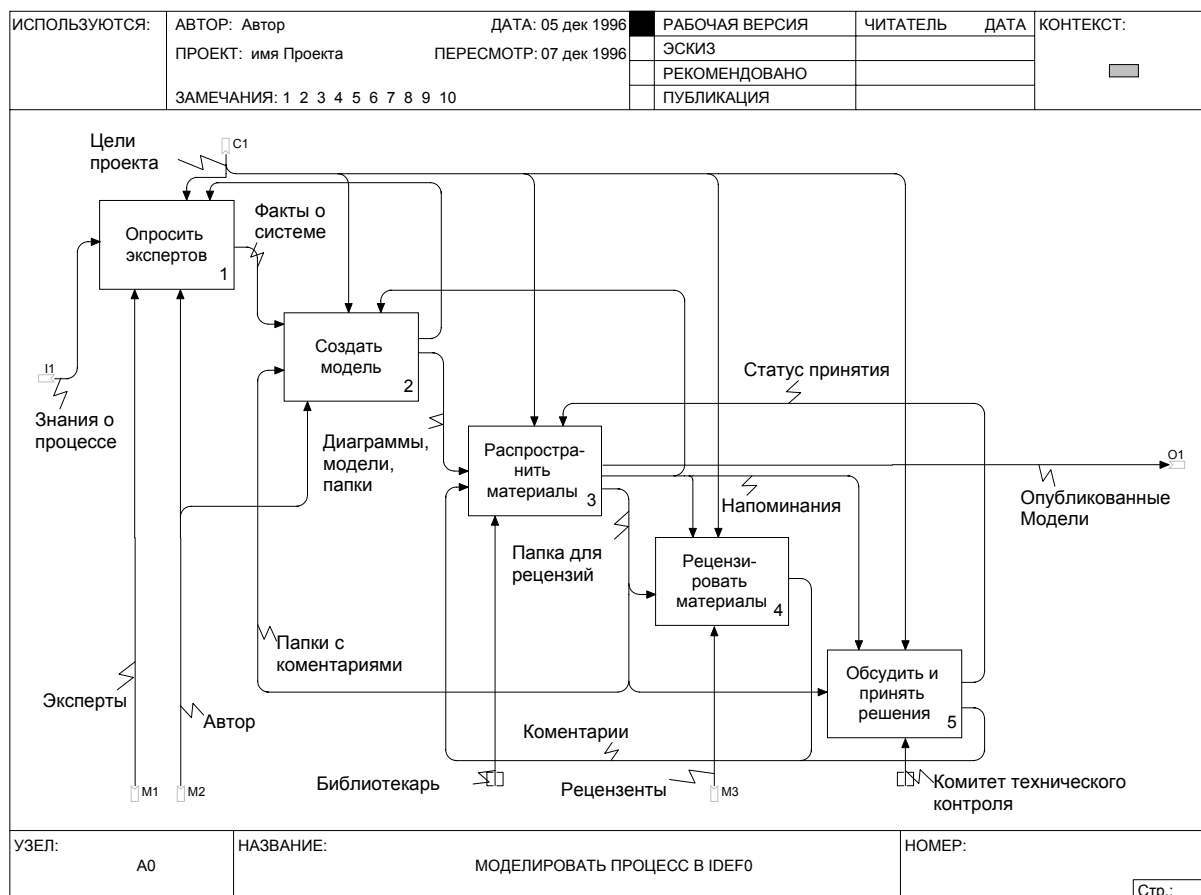 ИСПОЛЬЗУЮТСЯ:
АВТОР: Автор
ДАТА: 05 дек 1996
РАБОЧАЯ ВЕРСИЯ
ЧИТАТЕЛЬ
ДАТА
КОНТЕКСТ:
ПРОЕКТ: имя Проекта
ПЕРЕСМОТР: 07 дек 1996
ЭСКИЗ
РЕКОМЕНДОВАНО
ЗАМЕЧАНИЯ: 1 2 3 4 5 6 7 8 9 10
ПУБЛИКАЦИЯ
Цели
проекта
C1
Опросить
экспертов
1
Факты о
системе
I1
Знания о
процессе
Создать
модель
2
Статус принятия
Диаграммы,
модели,
папки
Распростра-
нить
материалы
3
O1
Опубликованные
Модели
Напоминания
Папка для
рецензий
Рецензи-
ровать
материалы
4
Папки с
коментариями
Обсудить и
принять
решения
5
Эксперты
Автор
Коментарии
Библиотекарь
Рецензенты
Комитет технического
контроля
M1
M2
M3
УЗЕЛ:
A0
НАЗВАНИЕ:
МОДЕЛИРОВАТЬ ПРОЦЕСС В IDEF0
НОМЕР:
Стр.: